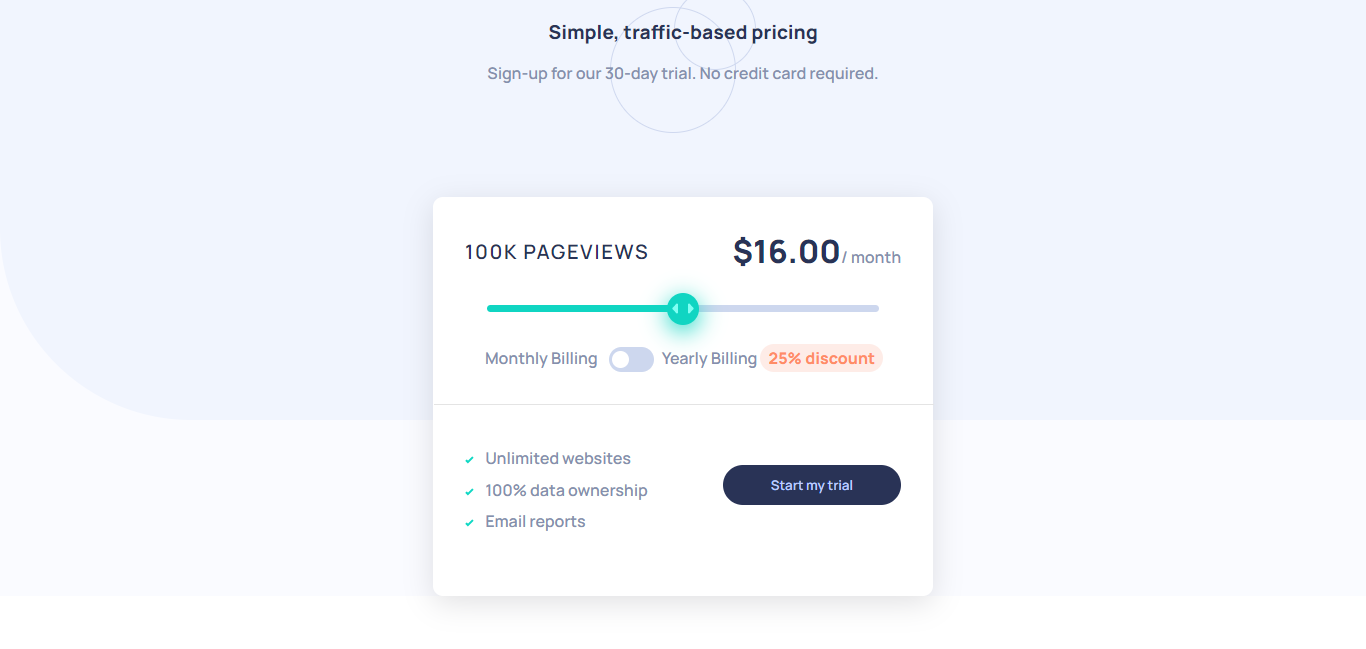 Simple, traffic-based pricing
Sign-up for our 30-day trial. No credit card required.
100K PAGEVIEWS
$16.00/ month
Monthly Billing Yearly Billing 25% discount
Unlimited websites
100% data ownership
Email reports
Start my trial